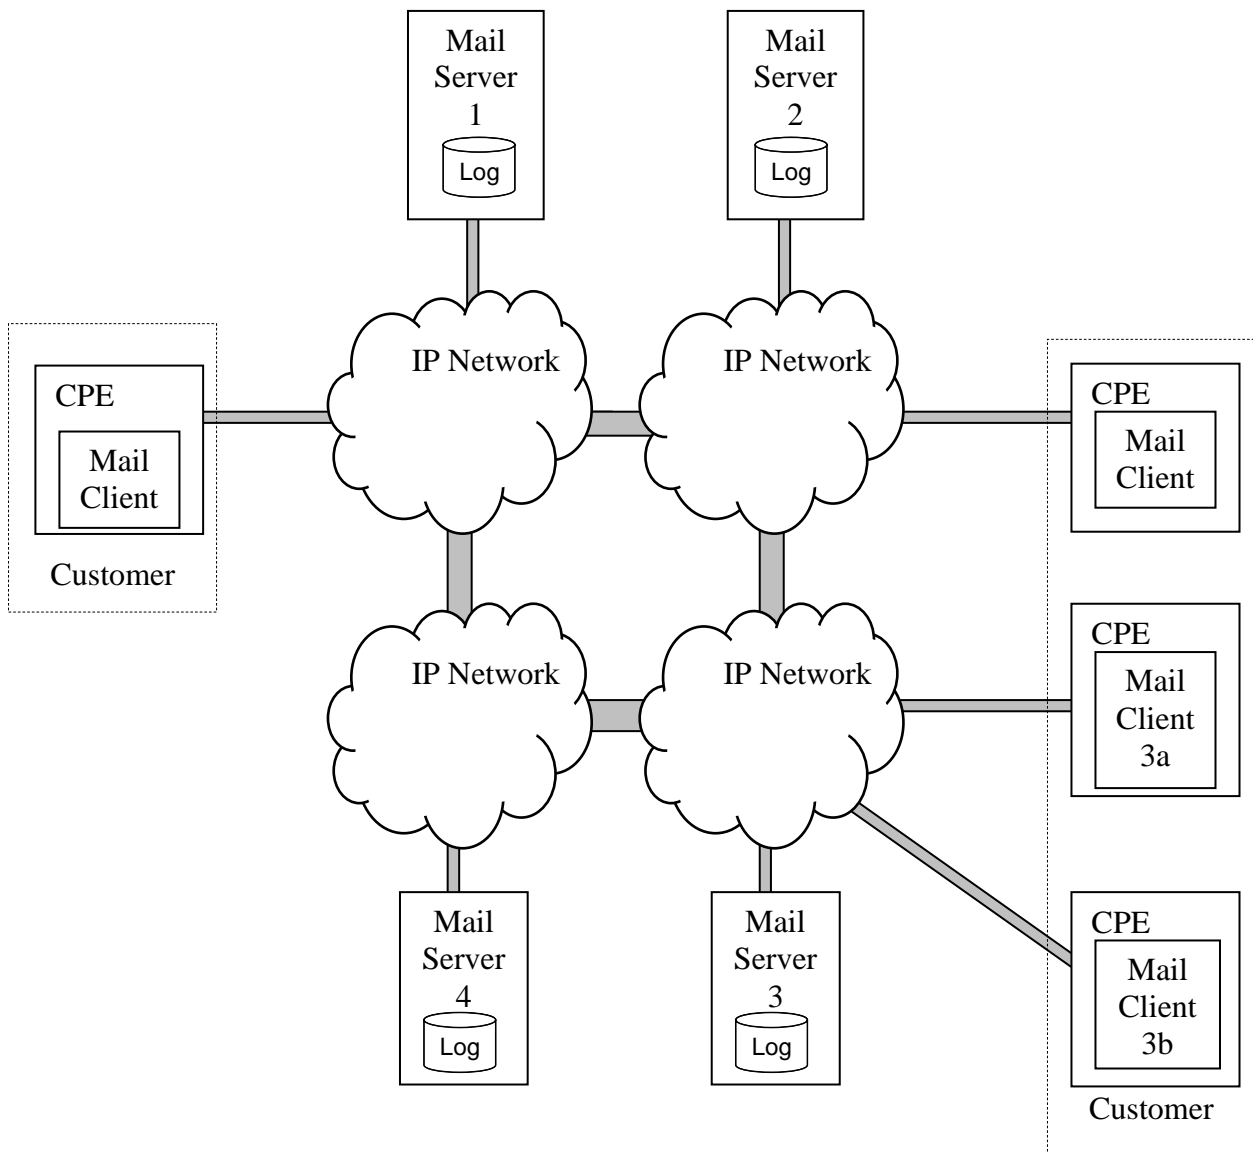 Mail
Server
1
Log
Mail
Server
2
Log
IP Network
IP Network
CPE
Mail
Client
Customer
CPE
Mail
Client
IP Network
IP Network
CPE
Mail
Client
3a
Mail
Server
4
Log
Mail
Server
3
Log
CPE
Mail
Client
3b
Customer